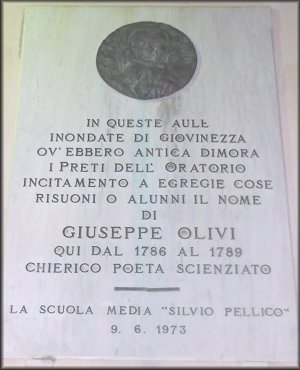 IN QUESTE AULE
INONDATE DI GIOVINEZZA
OV'EBBERO ANTICA DIMORA
I PRETI DELL'ORATORIO
INCITAMENTO A EGREGIE COSE
RISUONI O ALUNNI IL NOME
DI
GIUSEPPE OLIVI
QUI DAL 1786 AL 1789
CHIERICO POETA SCIENZIATO
LA SCUOLA MEDIA "SILVIO PELLICO"
9. 6. 1973